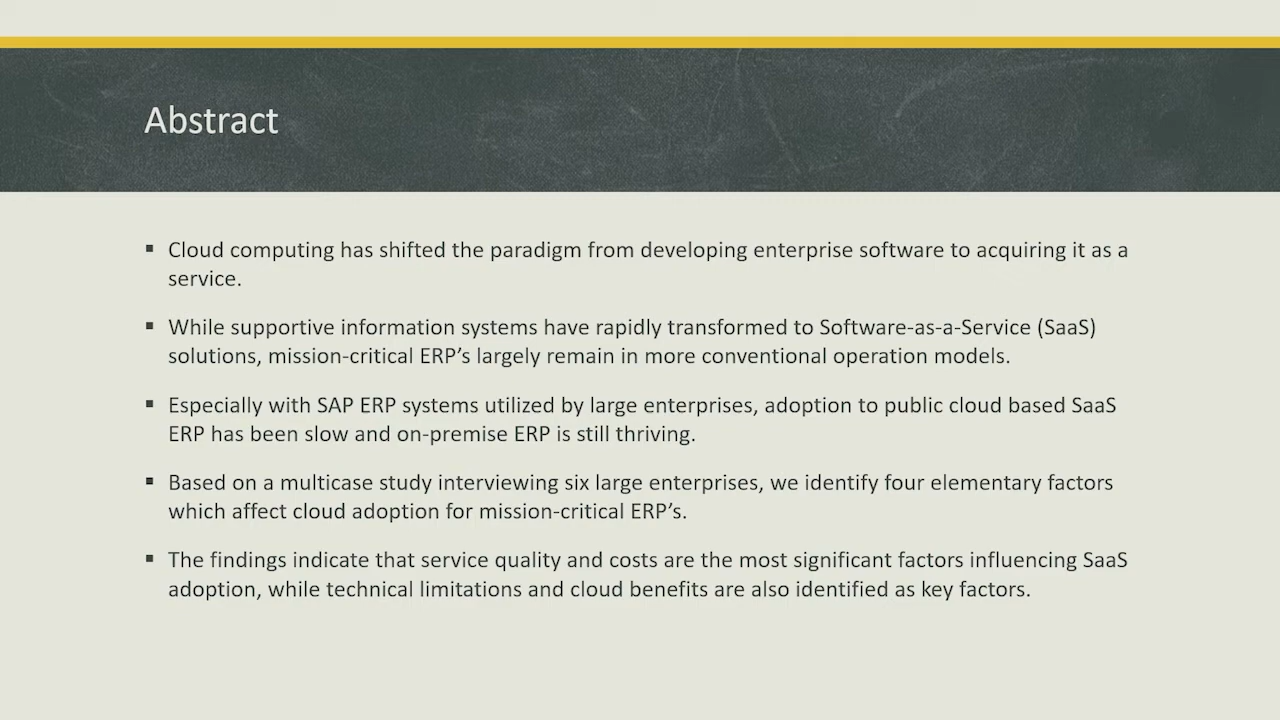 Abstract
▪ Cloud computing has shifted the paradigm from developing enterprise software to acquiring it as a
service.
▪ While supportive information systems have rapidly transformed to Software-as-a-Service (SaaS)
solutions, mission-critical ERP’s largely remain in more conventional operation models.
▪ Especially with SAP ERP systems utilized by large enterprises, adoption to public cloud based SaaS
ERP has been slow and on-premise ERP is still thriving.
▪ Based on a multicase study interviewing six large enterprises, we identify four elementary factors
which affect cloud adoption for mission-critical ERP’s.
▪ The findings indicate that service quality and costs are the most significant factors influencing SaaS
adoption, while technical limitations and cloud benefits are also identified as key factors.